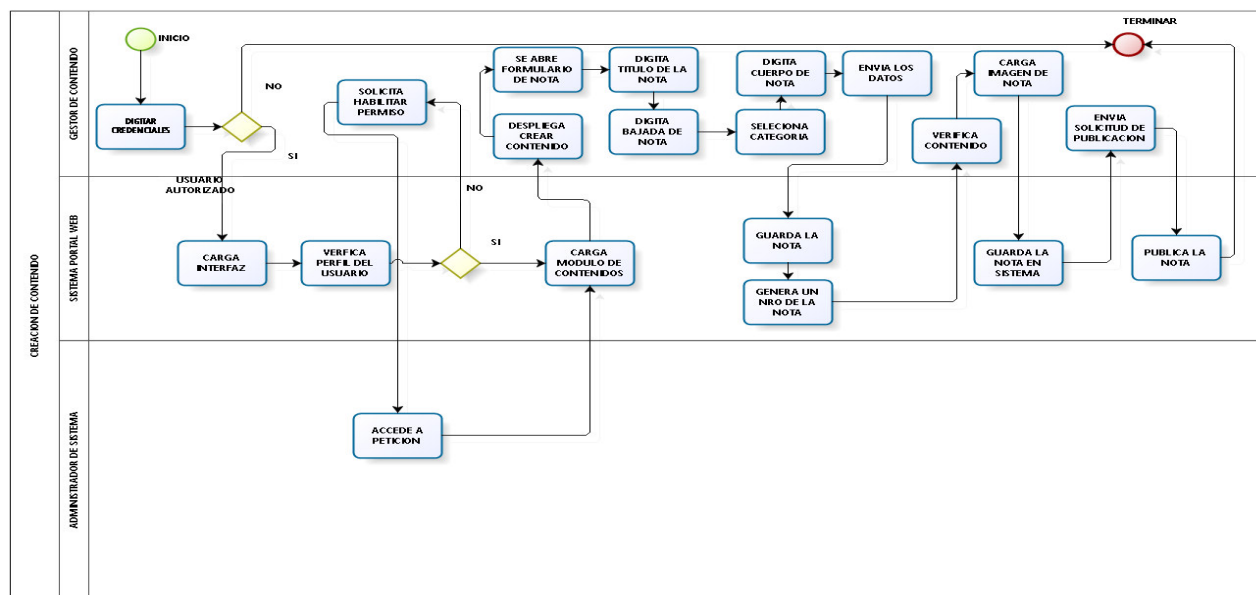 CREACION DE CONTENIDO
GESTOR DE CONTENIDO
INICIO
DIGITAR
CREDENCIALES
NO
SI
USUARIO
AUTORIZADO
SOLICITA
HABILITAR
PERMISO
SE ABRE
FORMULARIO
DE NOTA
DESPLIEGA
CREAR
CONTENIDO
DIGITA
TITULO DE LA
NOTA
DIGITA
BAJADA DE
NOTA
DIGITA
CUERPO DE
NOTA
SELECIONA
CATEGORIA
ENVIA LOS
DATOS
VERIFICA
CONTENIDO
CARGA
IMAGEN DE
NOTA
ENVIA
SOLICITUD DE
PUBLICACION
TERMINAR
SISTEMA PORTAL WEB
CARGA
INTERFAZ
VERFICA
PERFIL DEL
USUARIO
NO
SI
CARGA
MODULO DE
CONTENIDOS
GUARDA LA
NOTA
GENERA UN
NRO DE LA
NOTA
GUARDA LA
NOTA EN
SISTEMA
PUBLICA LA
NOTA
ADMINISTRADOR DE SISTEMA
ACCEDE A
PETICION